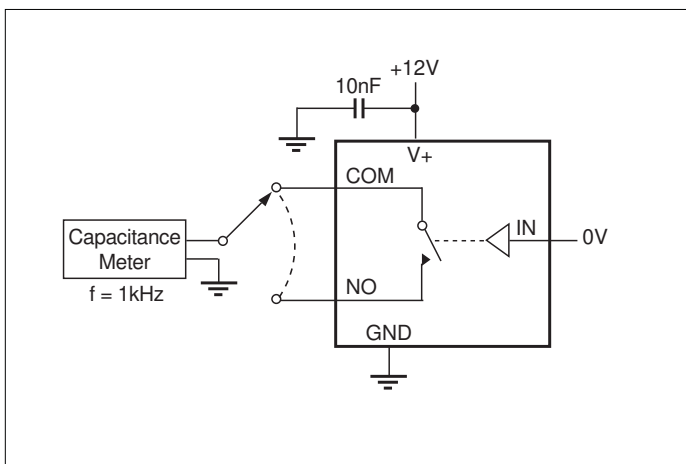 +12V
10nF
V+
COM
IN
0V
Capacitance
Meter
f = 1kHz
NO
GND